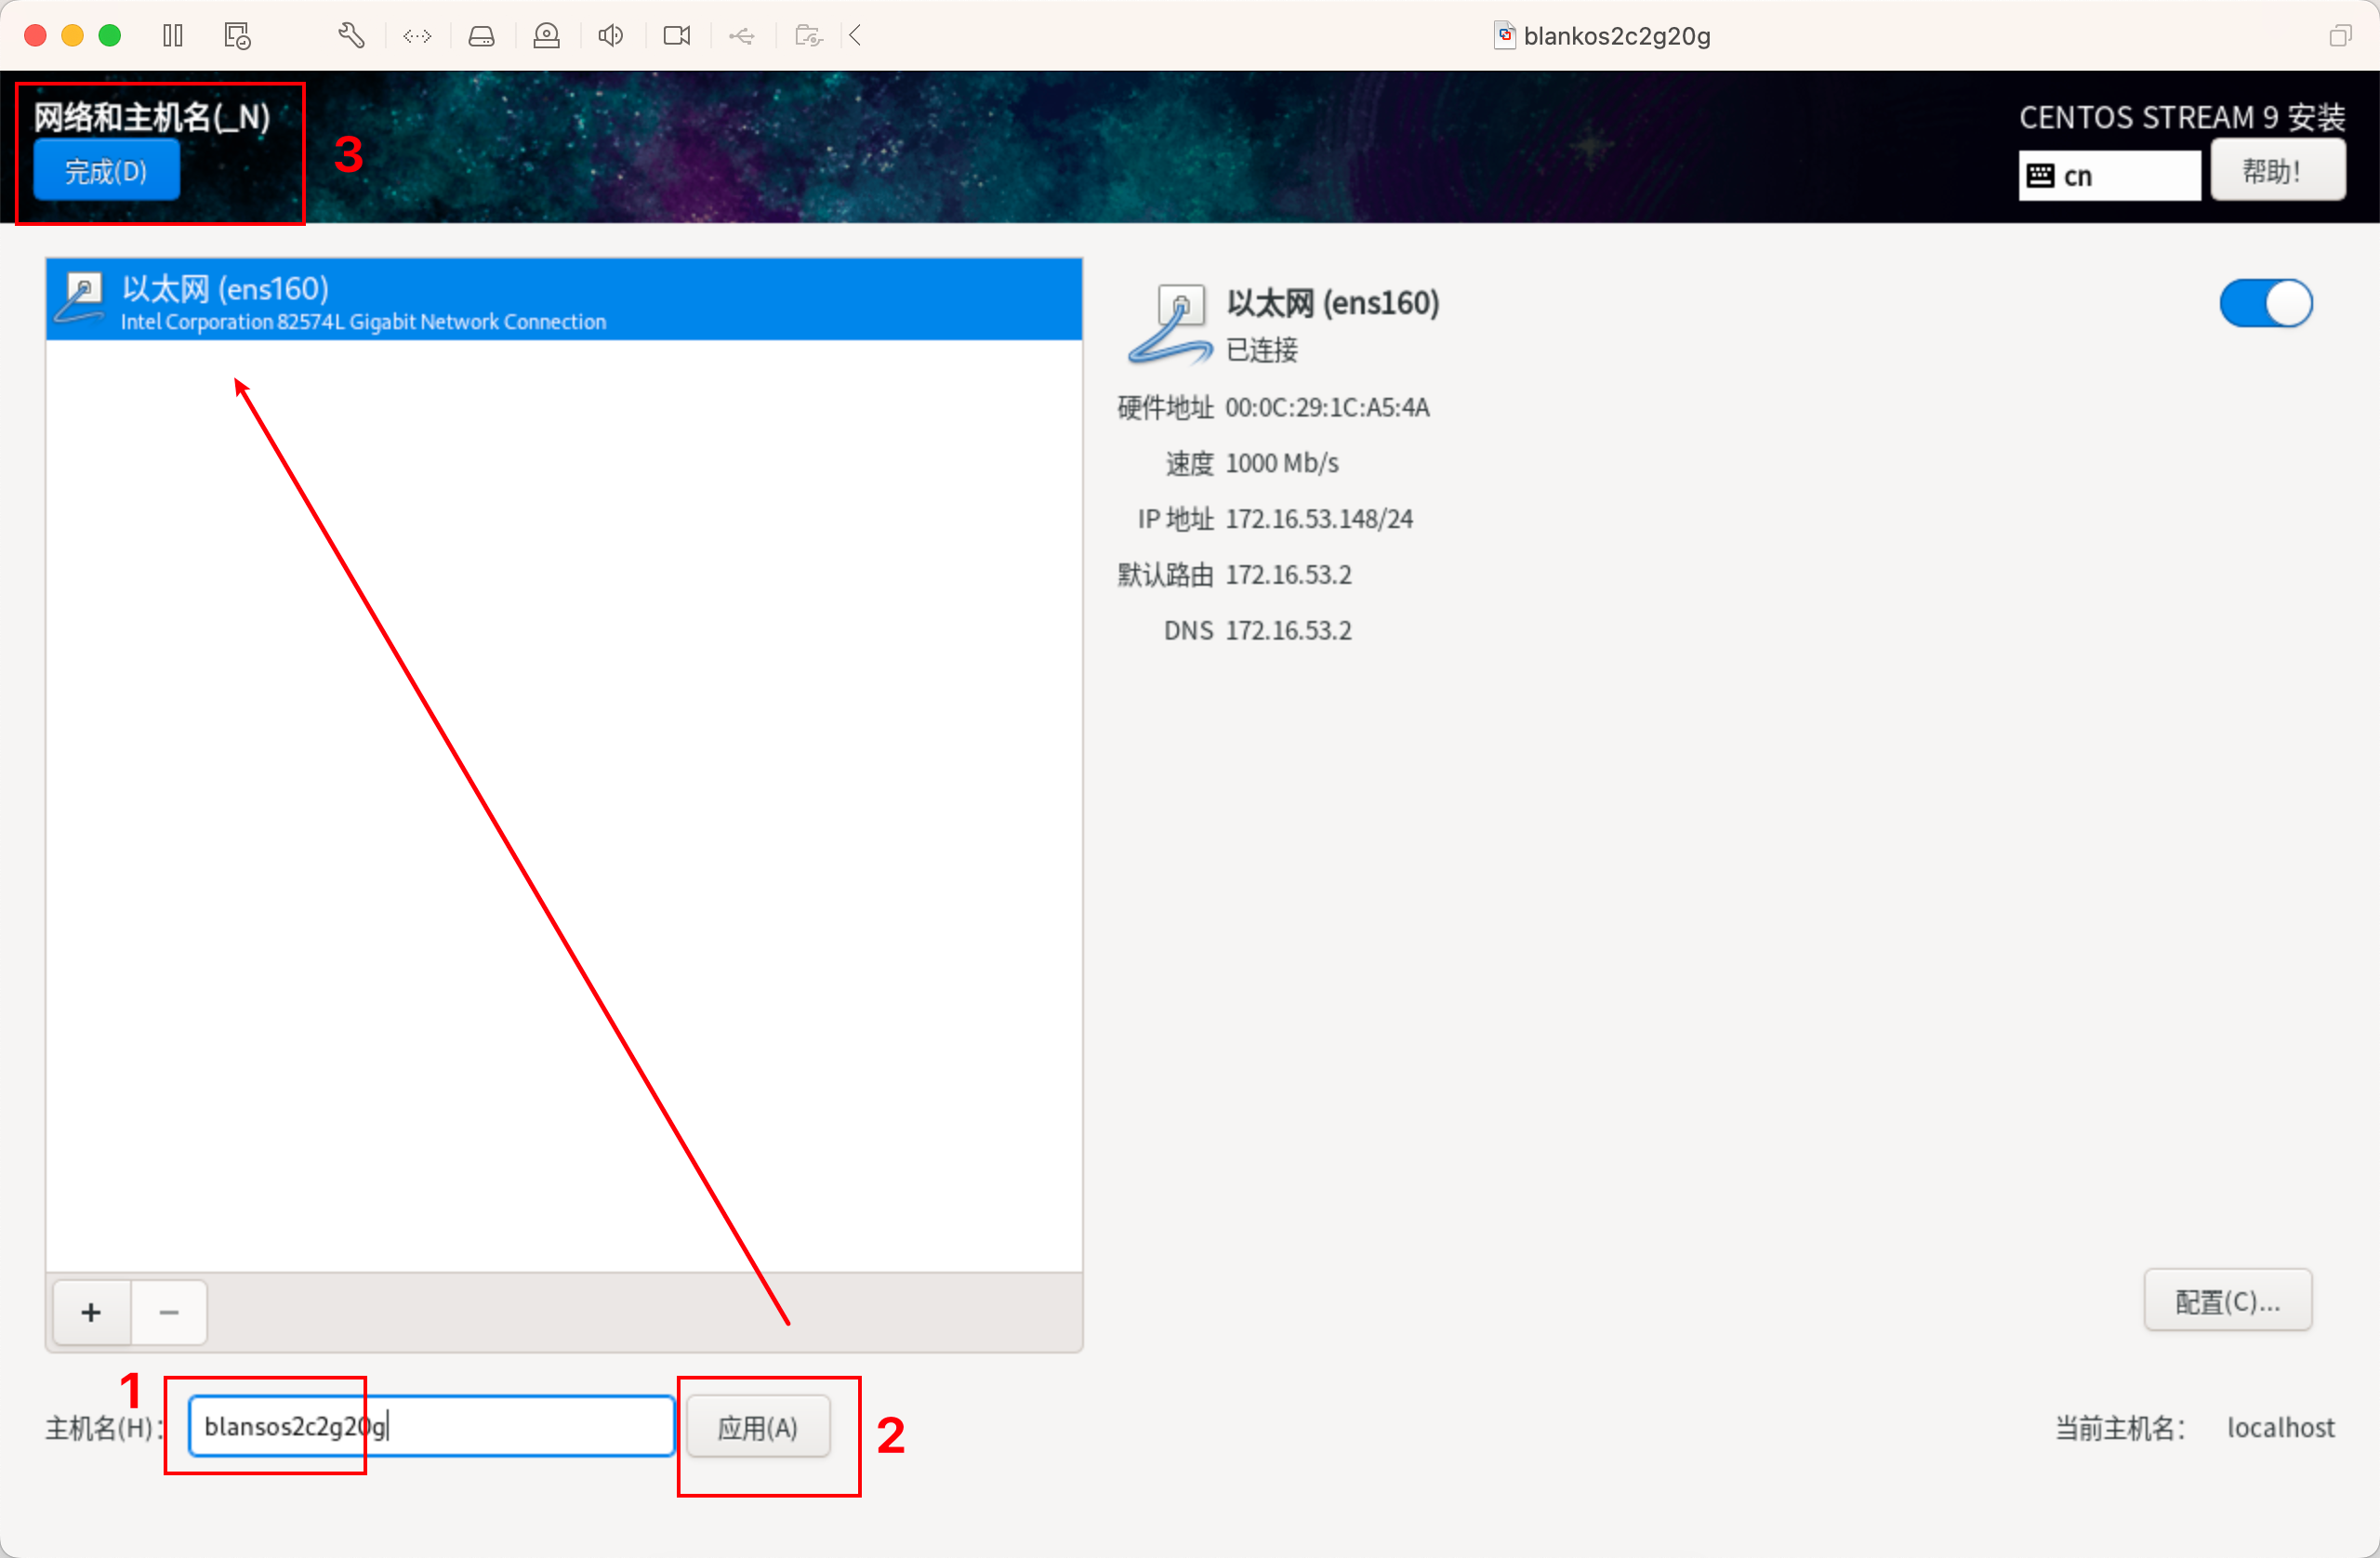 blankos2c2g20g
网络和主机名(_N)
完成(D)
3
CENTOS STREAM 9 安装
cn
帮助!
以太网 (ens160)
Intel Corporation 82574L Gigabit Network Connection
以太网 (ens160)
已连接
硬件地址 00:0C:29:1C:A5:4A
速度 1000 Mb/s
IP 地址 172.16.53.148/24
默认路由 172.16.53.2
DNS 172.16.53.2
+ −
配置(C)...
1
主机名(H): blansos2c2g20g
应用(A)
2
当前主机名: localhost